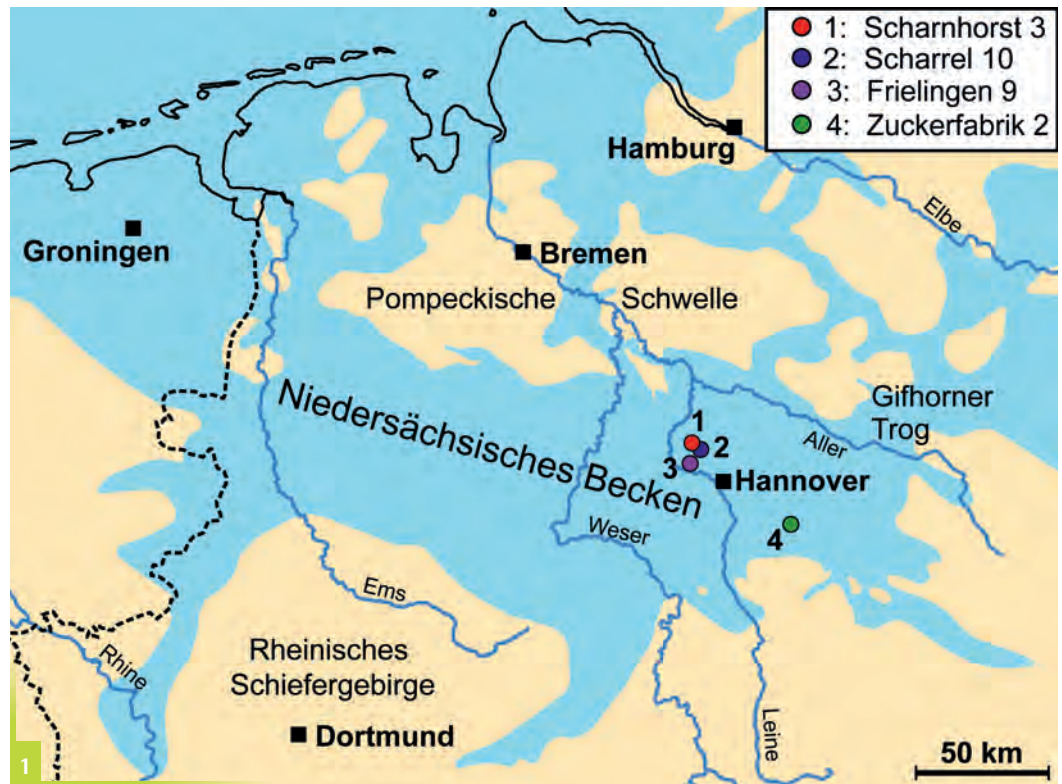 1: Scharnhorst 3
2: Scharrel 10
3: Frielingen 9
4: Zuckerfabrik 2
Hamburg
Elbe
Groningen
Bremen
Pompeckische Schwelle
Niedersächsisches Becken
Gifhorner
Trog
Aller
1
2
3
Hannover
4
Weser
Ems
Rhine
Rheinisches
Schiefergebirge
Leine
Dortmund
50 km
1